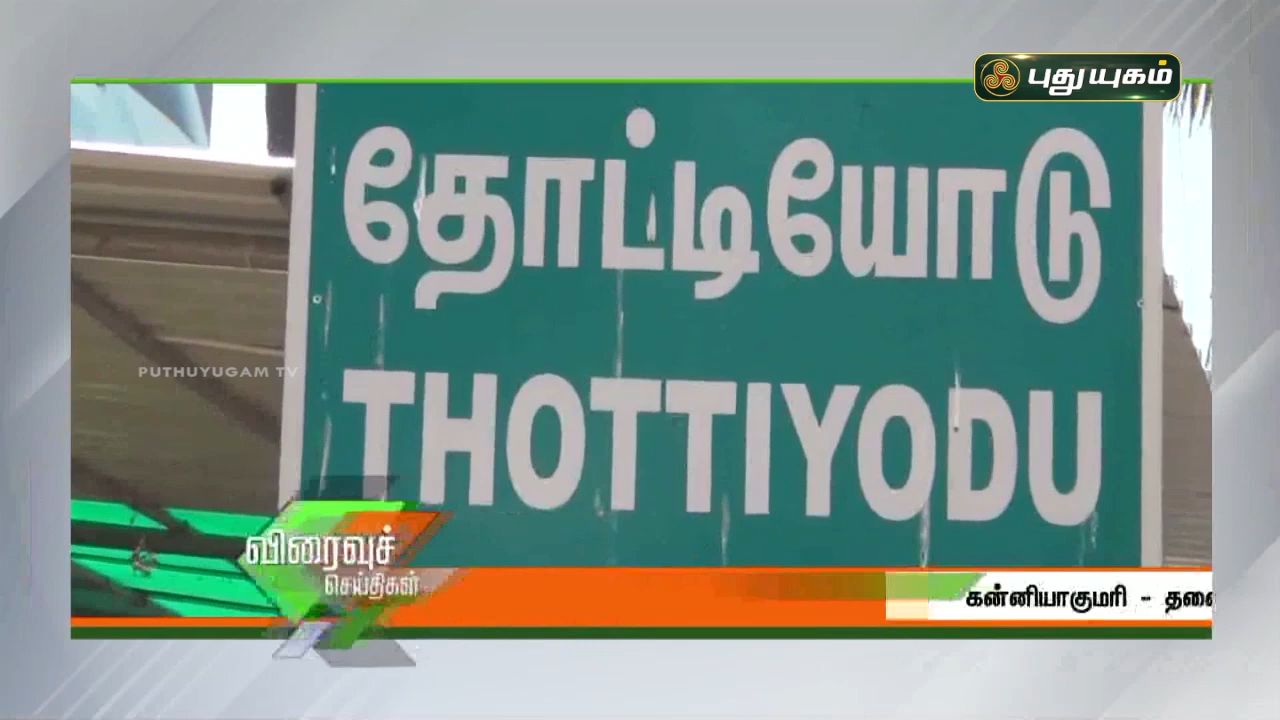 புதுயுகம்
தோட்டியோடு
PUTHUYUGAM TV
THOTTIYODU
விரைவுச்
செய்திகள்
கன்னியாகுமரி -